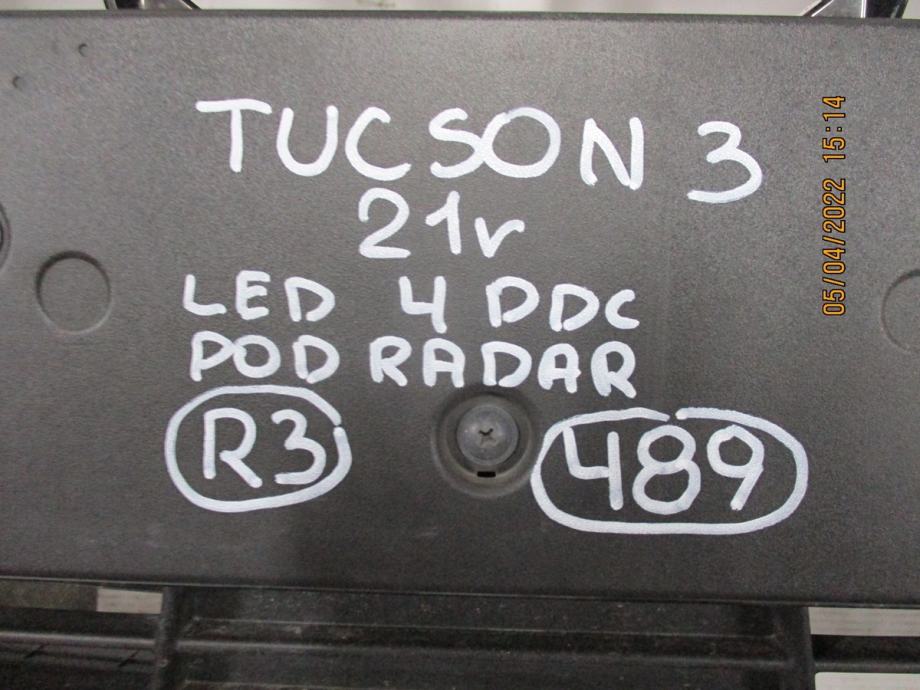 TUCSON 3
21r
LED 4 DDC
POD RADAR
R3
489
05/04/2022 15:14